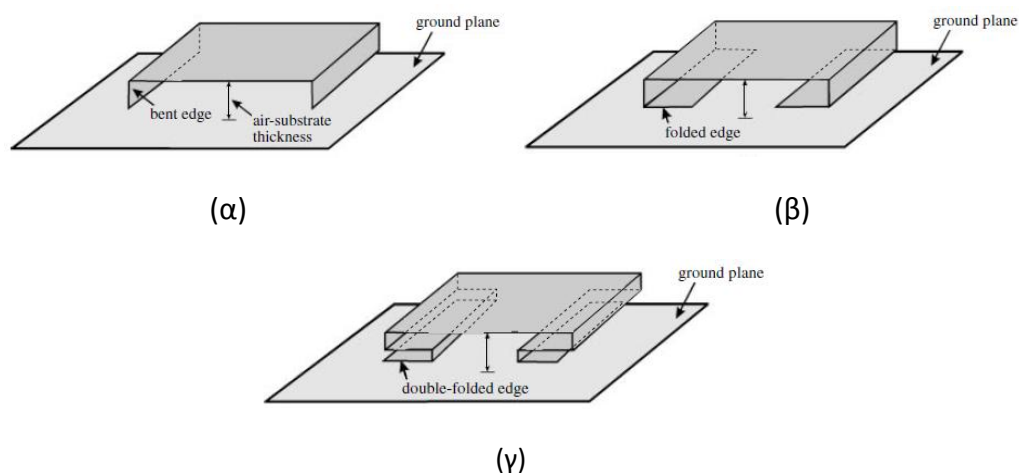 ground plane
bent edge
air-substrate
thickness
(α)
ground plane
folded edge
(β)
ground plane
double-folded edge
(γ)